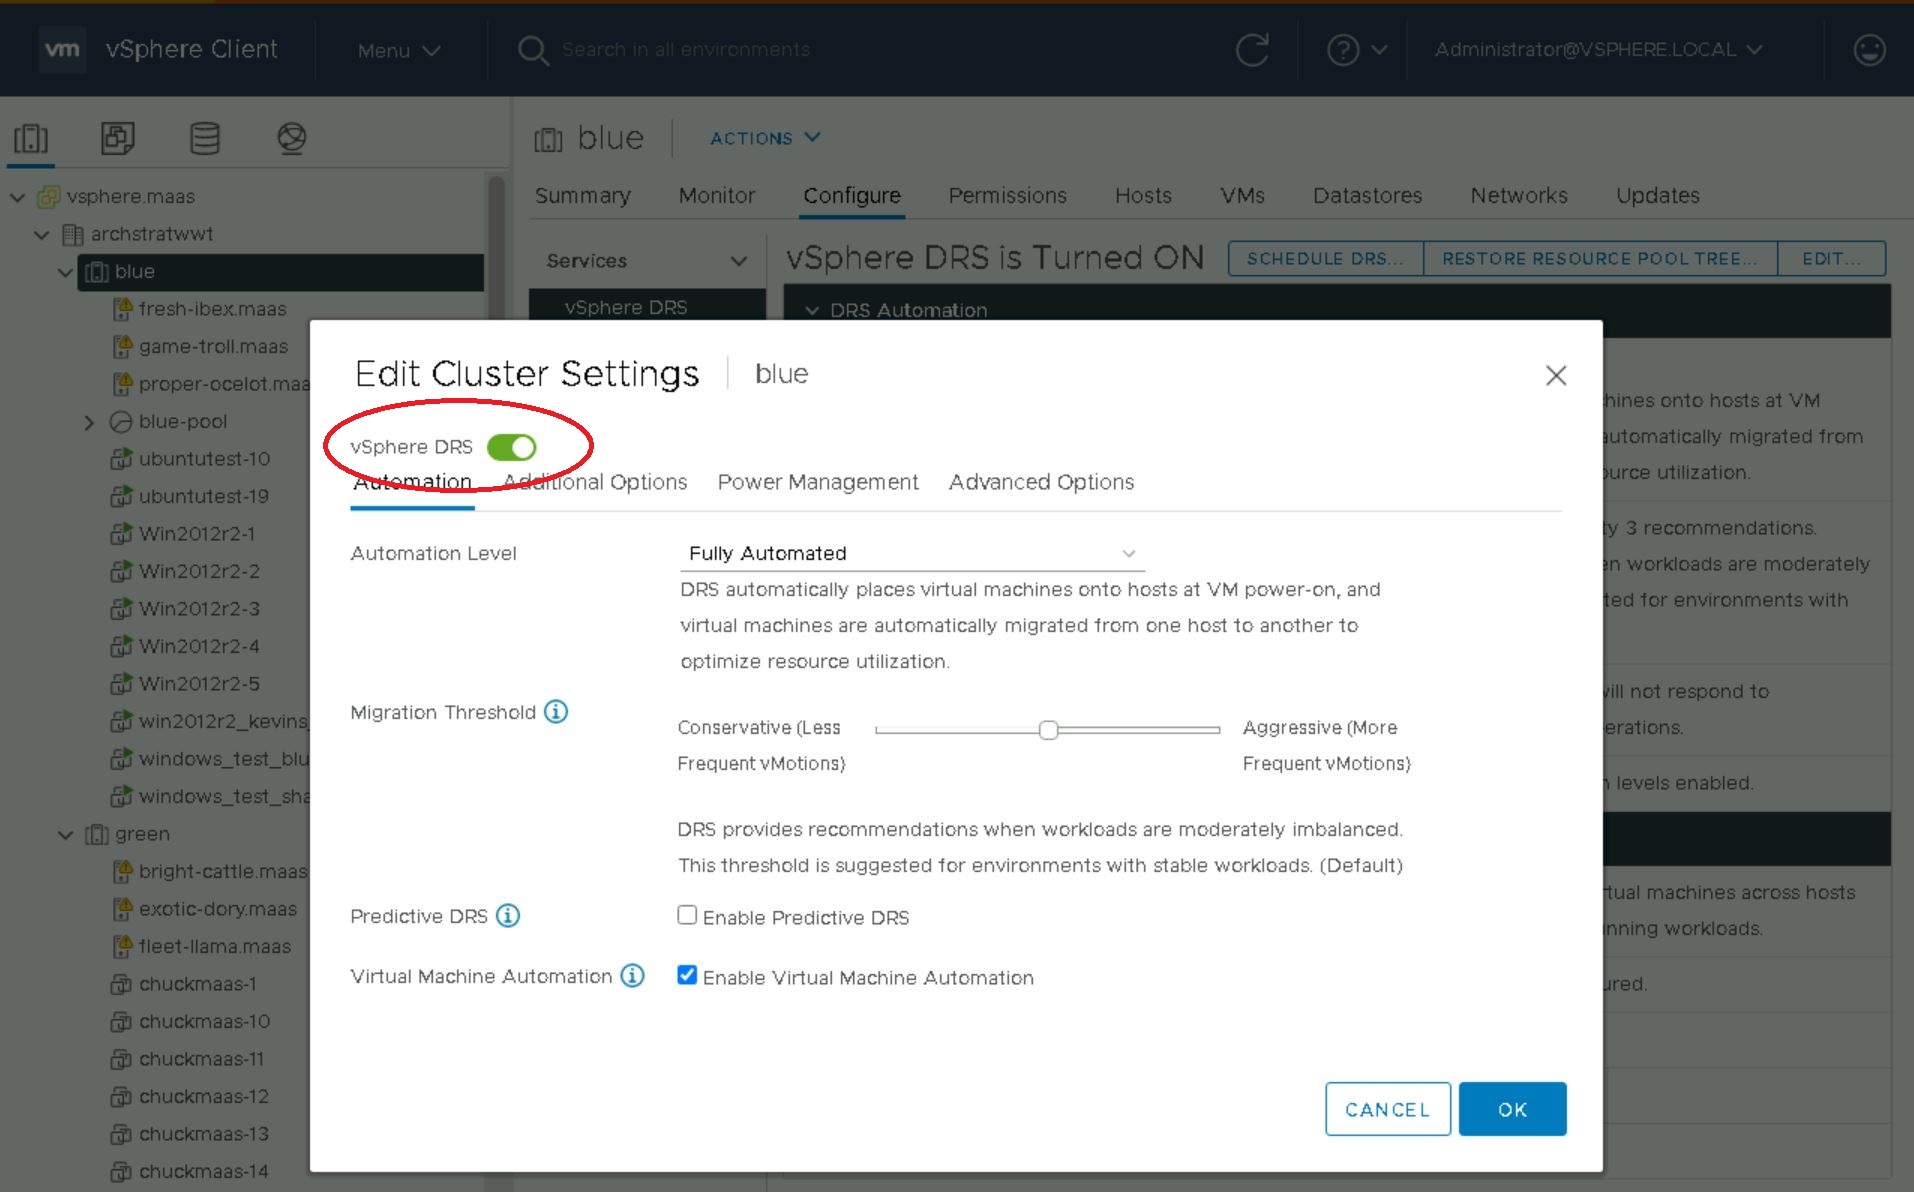 vm vSphere Client Menu Search in all environments Administrator@VSPHERE.LOCAL
blue ACTIONS
Summary Monitor Configure Permissions Hosts VMs Datastores Networks Updates
vsphere.maas
archstratwwt
blue
fresh-ibex.maas
game-troll.maas
proper-ocelot.maa
blue-pool
ubuntutest-10
ubuntutest-19
Win2012r2-1
Win2012r2-2
Win2012r2-3
Win2012r2-4
Win2012r2-5
win2012r2_kevins_
windows_test_blu
windows_test_sha
green
bright-cattle.maas
exotic-dory.maas
fleet-llama.maas
chuckmaas-1
chuckmaas-10
chuckmaas-11
chuckmaas-12
chuckmaas-13
chuckmaas-14
Services
vSphere DRS
vSphere DRS is Turned ON SCHEDULE DRS... RESTORE RESOURCE POOL TREE... EDIT...
DRS Automation
Edit Cluster Settings blue
vSphere DRS
Automation Additional Options Power Management Advanced Options
Automation Level Fully Automated
DRS automatically places virtual machines onto hosts at VM power-on, and
virtual machines are automatically migrated from one host to another to
optimize resource utilization.
Migration Threshold
Conservative (Less
Frequent vMotions)
Aggressive (More
Frequent vMotions)
DRS provides recommendations when workloads are moderately imbalanced.
This threshold is suggested for environments with stable workloads. (Default)
Predictive DRS Enable Predictive DRS
Virtual Machine Automation Enable Virtual Machine Automation
CANCEL OK
hines onto hosts at VM
automatically migrated from
ource utilization.
ty 3 recommendations.
en workloads are moderately
ted for environments with
will not respond to
erations.
n levels enabled.
rtual machines across hosts
nning workloads.
ured.